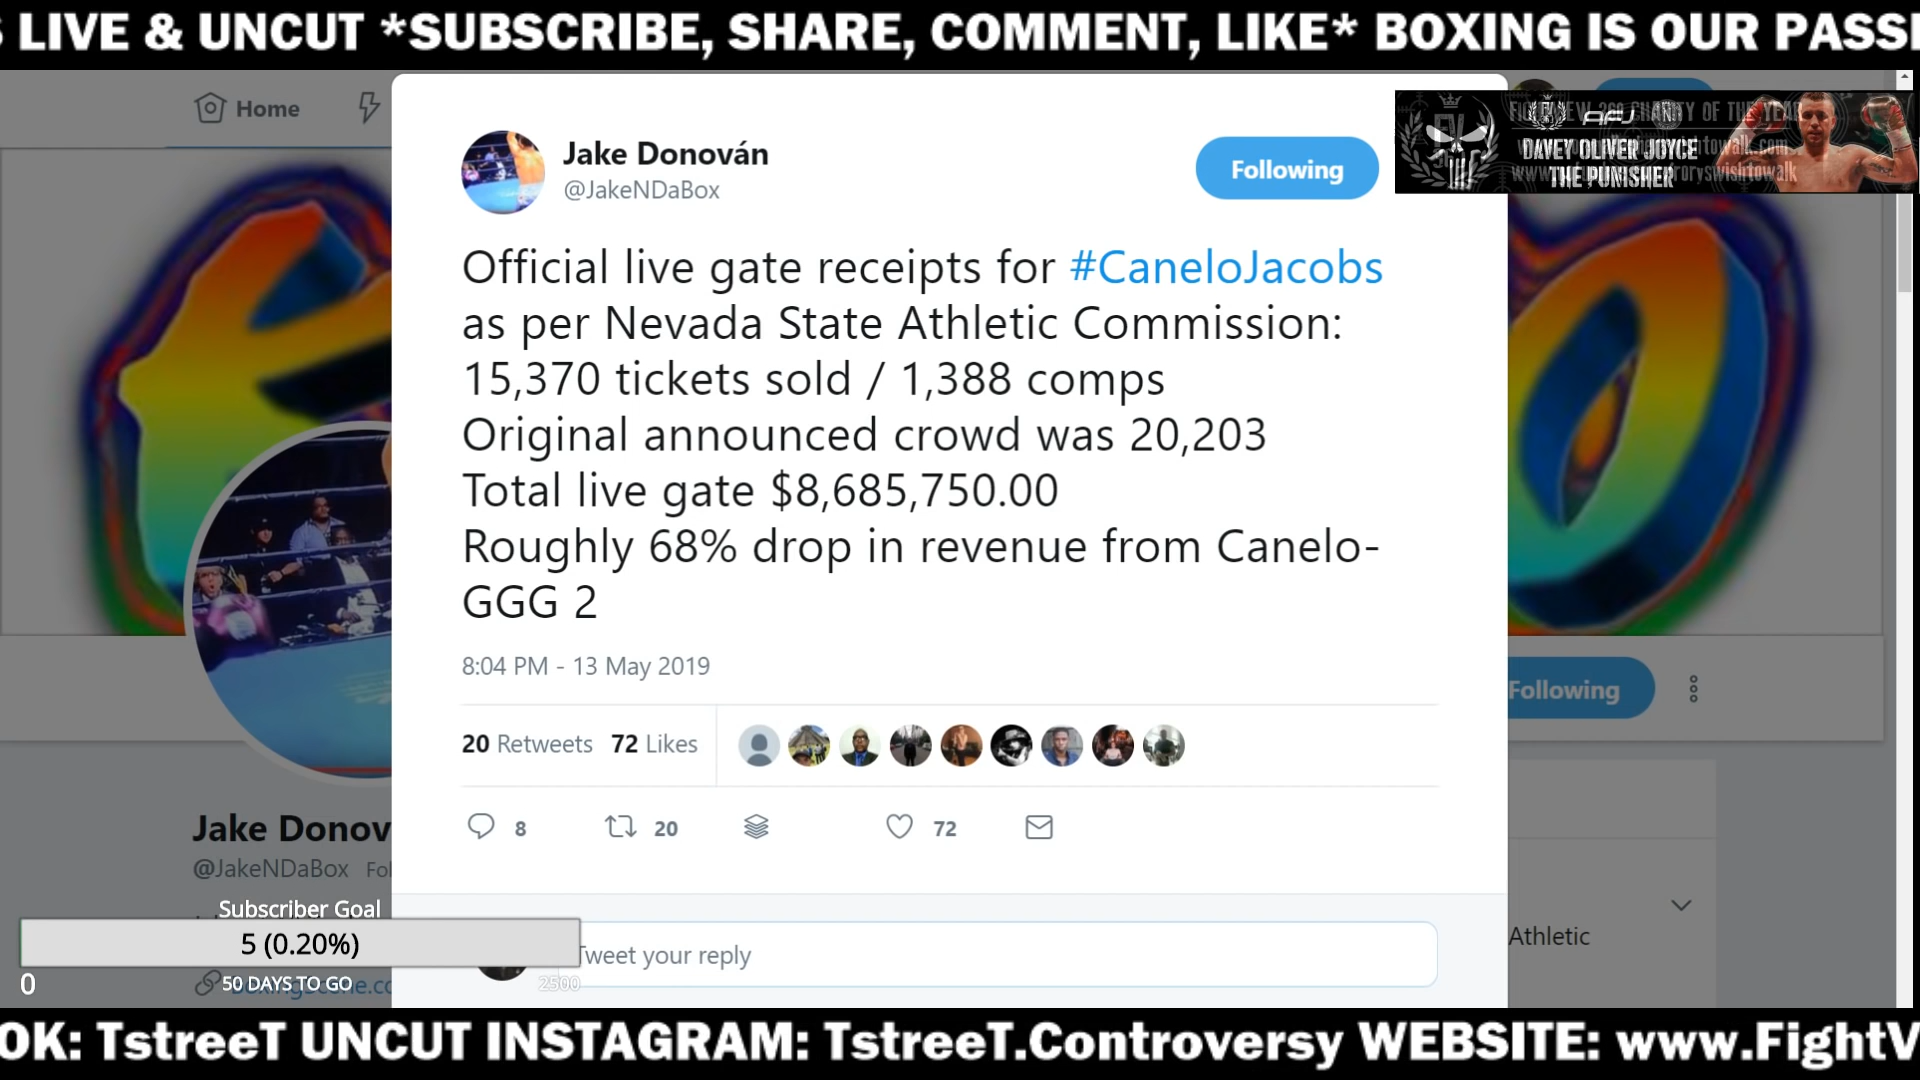 LIVE & UNCUT *SUBSCRIBE, SHARE, COMMENT, LIKE* BOXING IS OUR PASS
Home
Jake Donován
@JakeNDaBox
Following
DAVEY OLIVER JOYCE
THE PUNISHER
Official live gate receipts for #CaneloJacobs
as per Nevada State Athletic Commission:
15,370 tickets sold / 1,388 comps
Original announced crowd was 20,203
Total live gate $8,685,750.00
Roughly 68% drop in revenue from Canelo-
GGG 2
8:04 PM - 13 May 2019
20 Retweets 72 Likes
Following
8 20 72
Jake Donov
@JakeNDaBox Fol
Athletic
Tweet your reply
Subscriber Goal
5 (0.20%)
0 50 DAYS TO GO 2500
OK: TstreeT UNCUT INSTAGRAM: TstreeT.Controversy WEBSITE: www.FightV